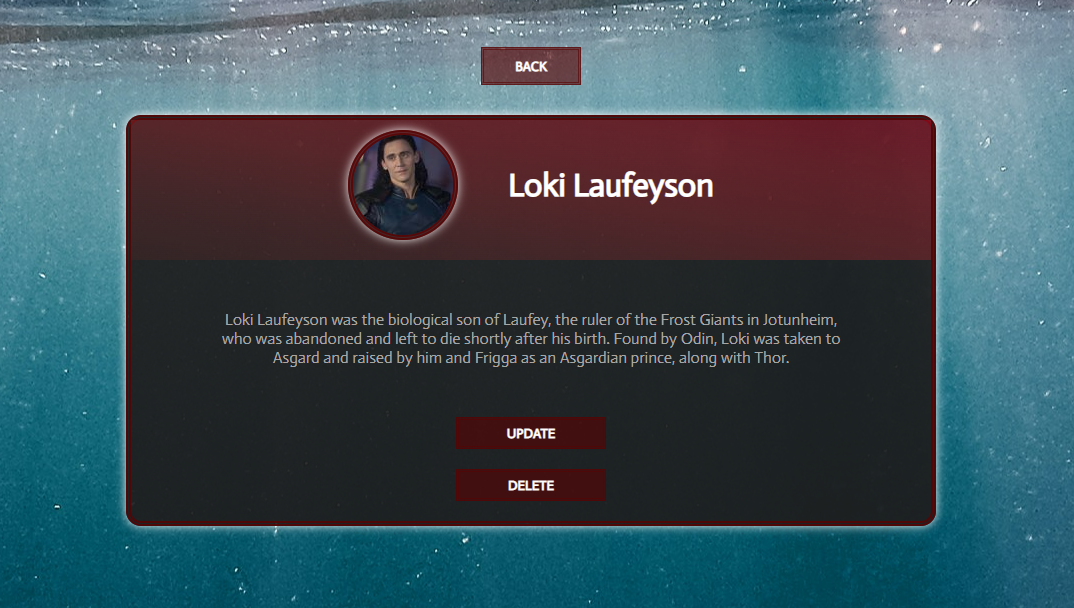 BACK
Loki Laufeyson
Loki Laufeyson was the biological son of Laufey, the ruler of the Frost Giants in Jotunheim,
who was abandoned and left to die shortly after his birth. Found by Odin, Loki was taken to
Asgard and raised by him and Frigga as an Asgardian prince, along with Thor.
UPDATE
DELETE